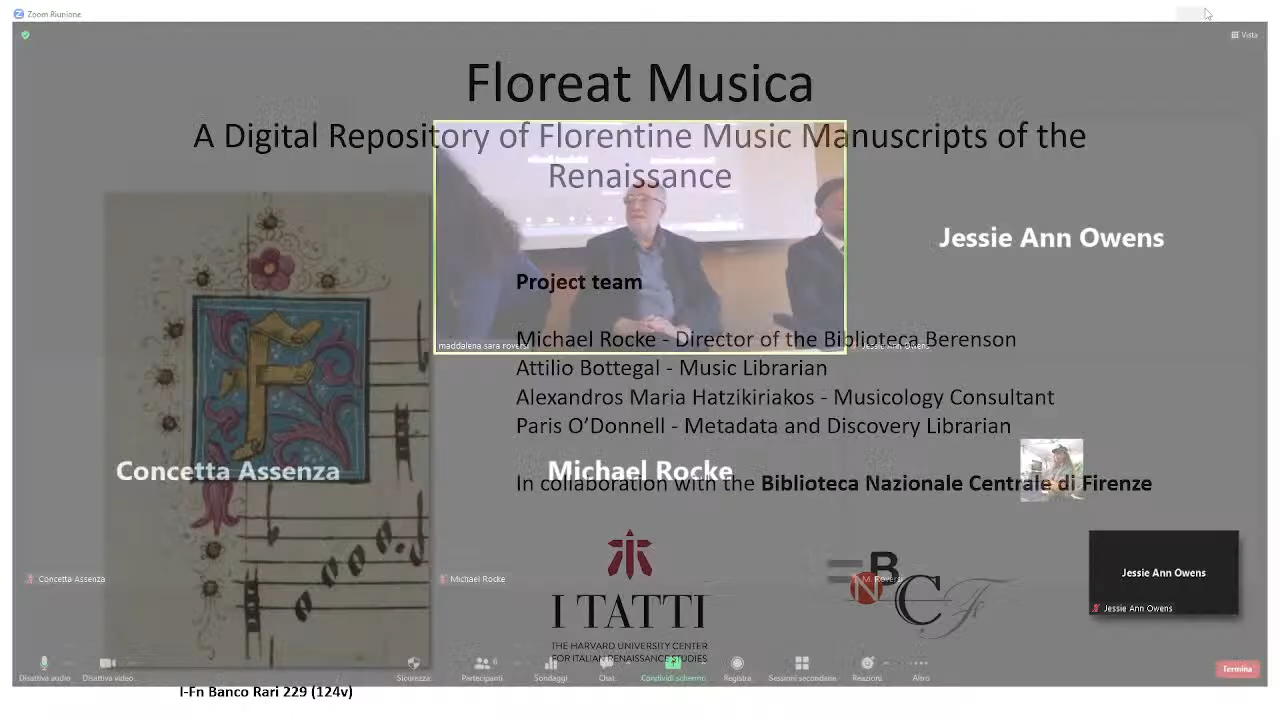 Zoom Riunione
Vista
Floreat Musica
A Digital Repository of Florentine Music Manuscripts of the
Renaissance
Jessie Ann Owens
Project team
Michael Rocke - Director of the Biblioteca Berenson
maddalena sara roversi
Jessie Ann Owens
Attilio Bottegal - Music Librarian
Alexandros Maria Hatzikiriakos - Musicology Consultant
Paris O’Donnell - Metadata and Discovery Librarian
Concetta Assenza
Michael Rocke
In collaboration with the Biblioteca Nazionale Centrale di Firenze
Concetta Assenza
Michael Rocke
M. Roversi
BNCF
Jessie Ann Owens
Jessie Ann Owens
I TATTI
THE HARVARD UNIVERSITY CENTER
FOR ITALIAN RENAISSANCE STUDIES
6
Disattiva audio
Disattiva video
Sicurezza
Partecipanti
Sondaggi
Chat
Condividi schermo
Registra
Sessioni secondarie
Reazioni
Altro
Termina
I-Fn Banco Rari 229 (124v)